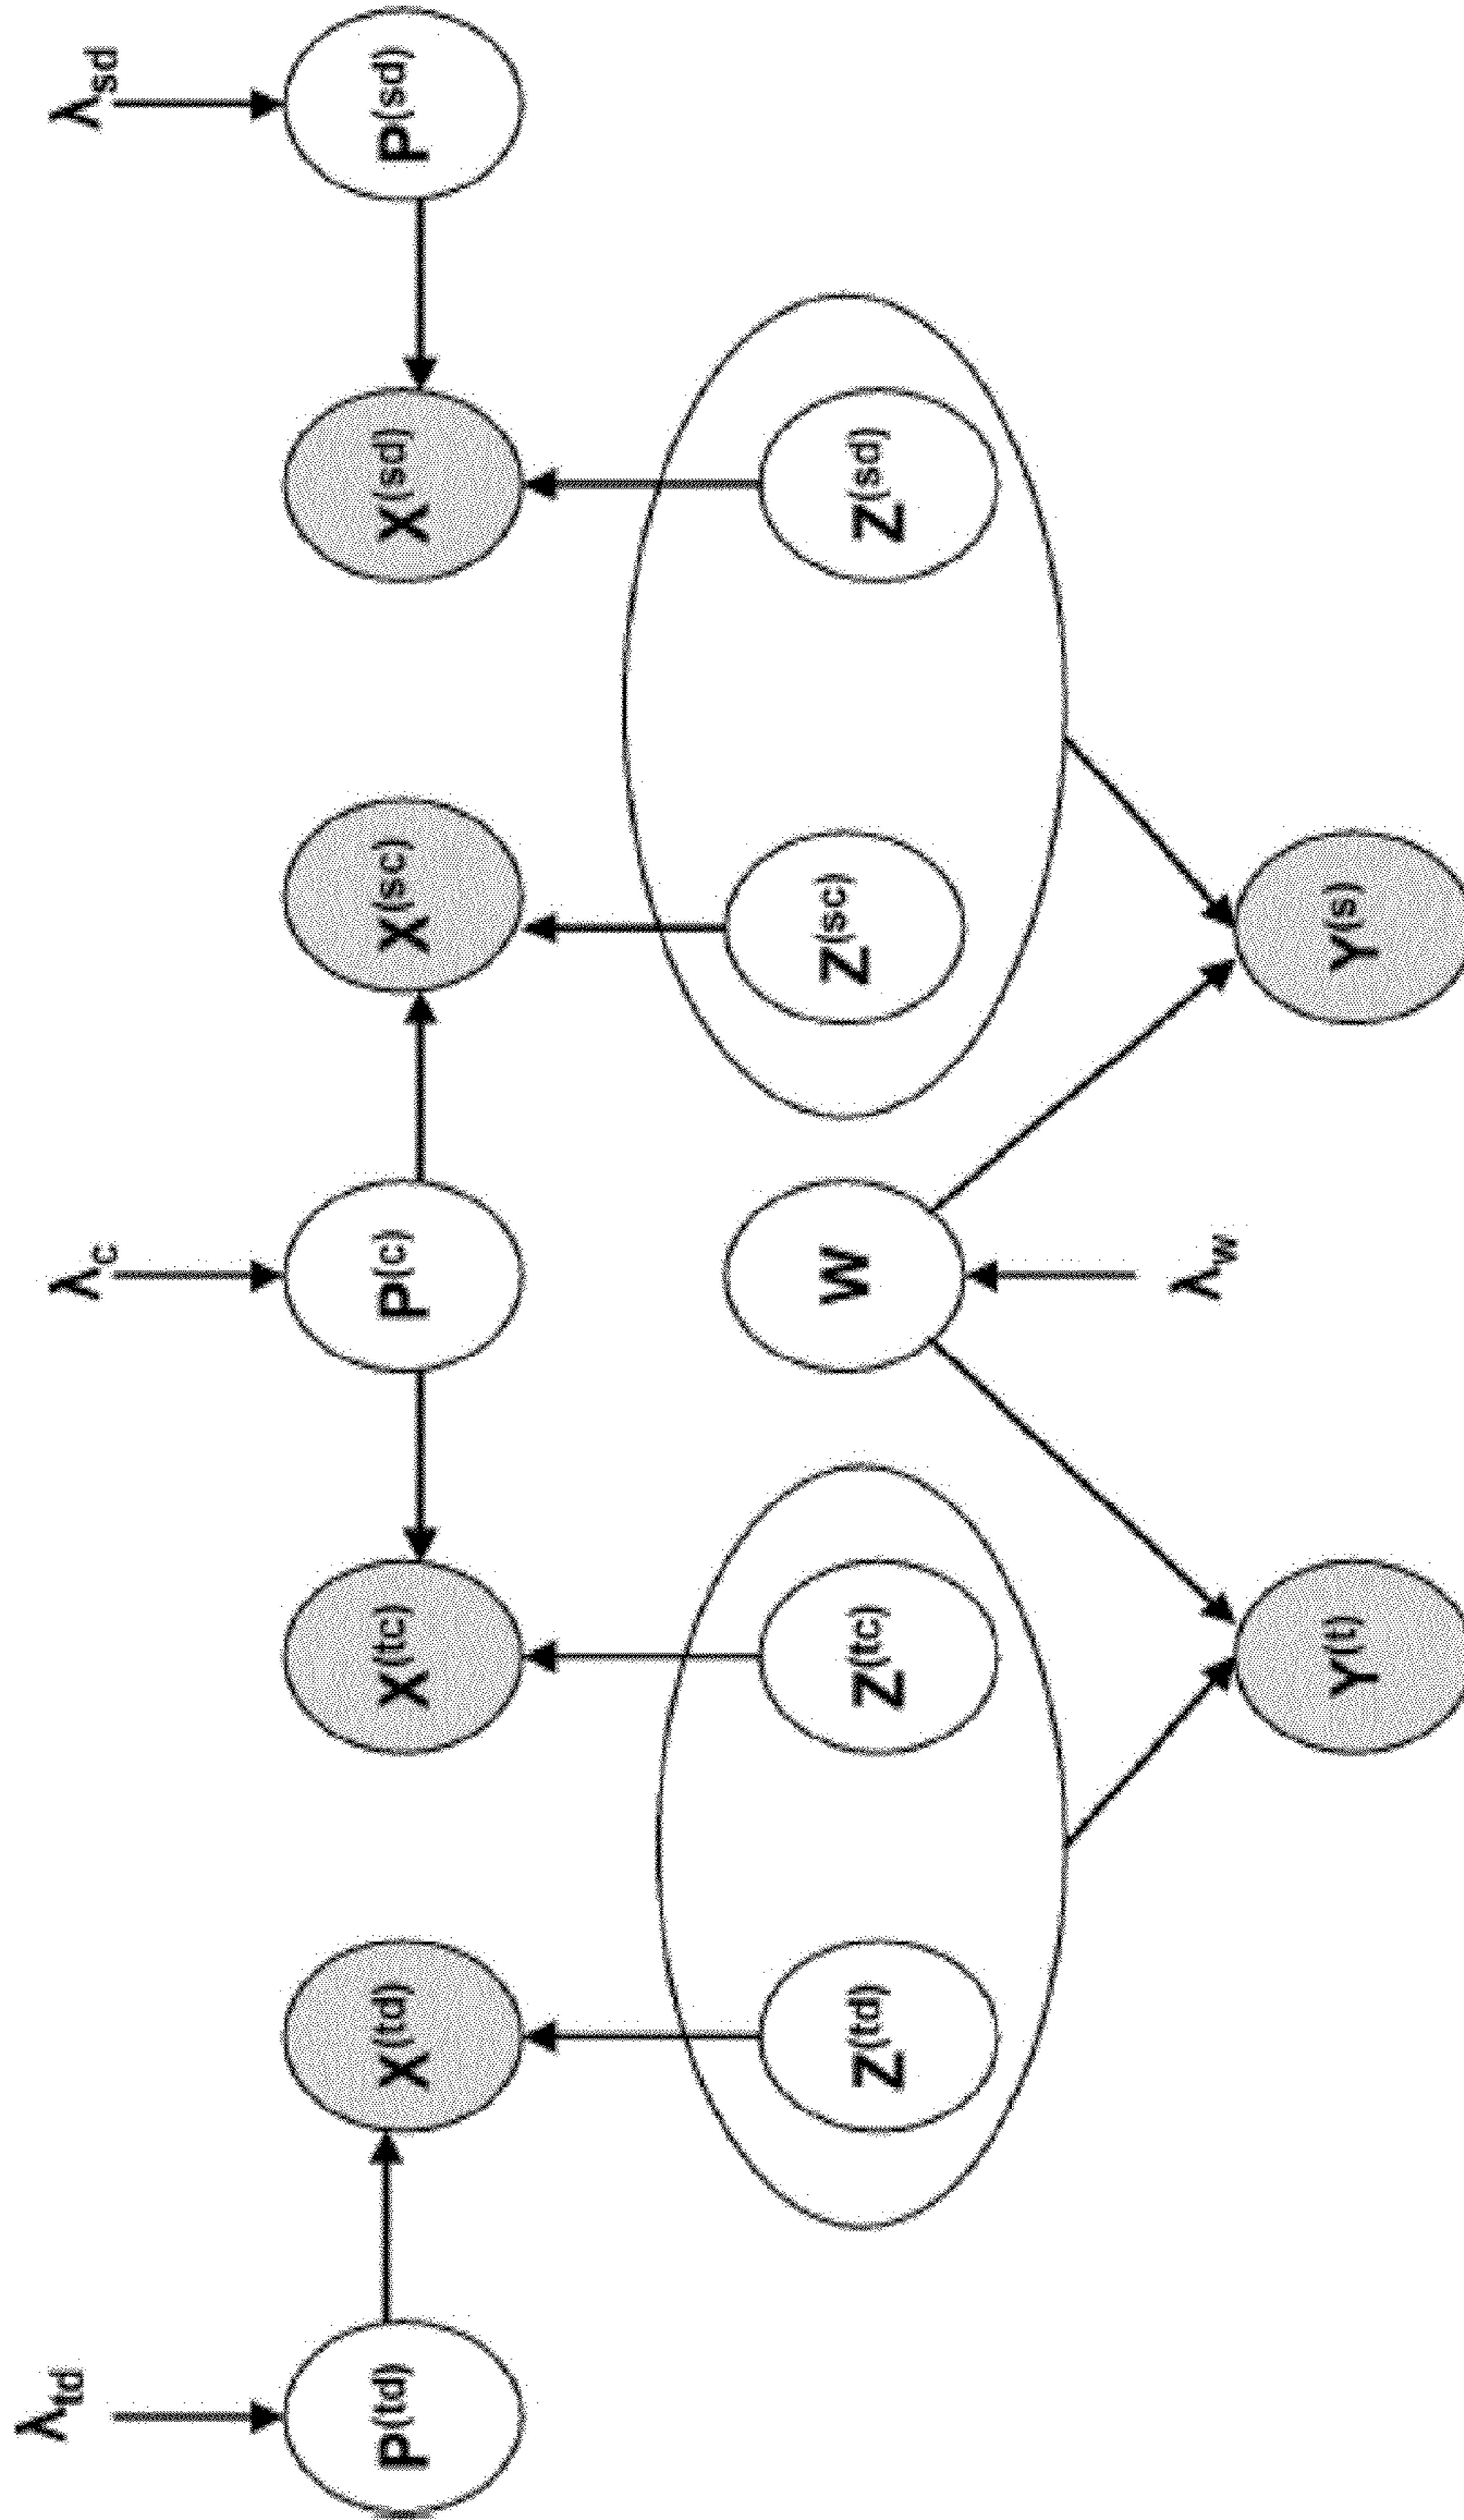 λtd λc λsd
P(td) X(td) X(tc) P(c) X(sc) X(sd) P(sd)
Z(td) Z(tc) W Z(sc) Z(sd)
λw
Y(t) Y(s)